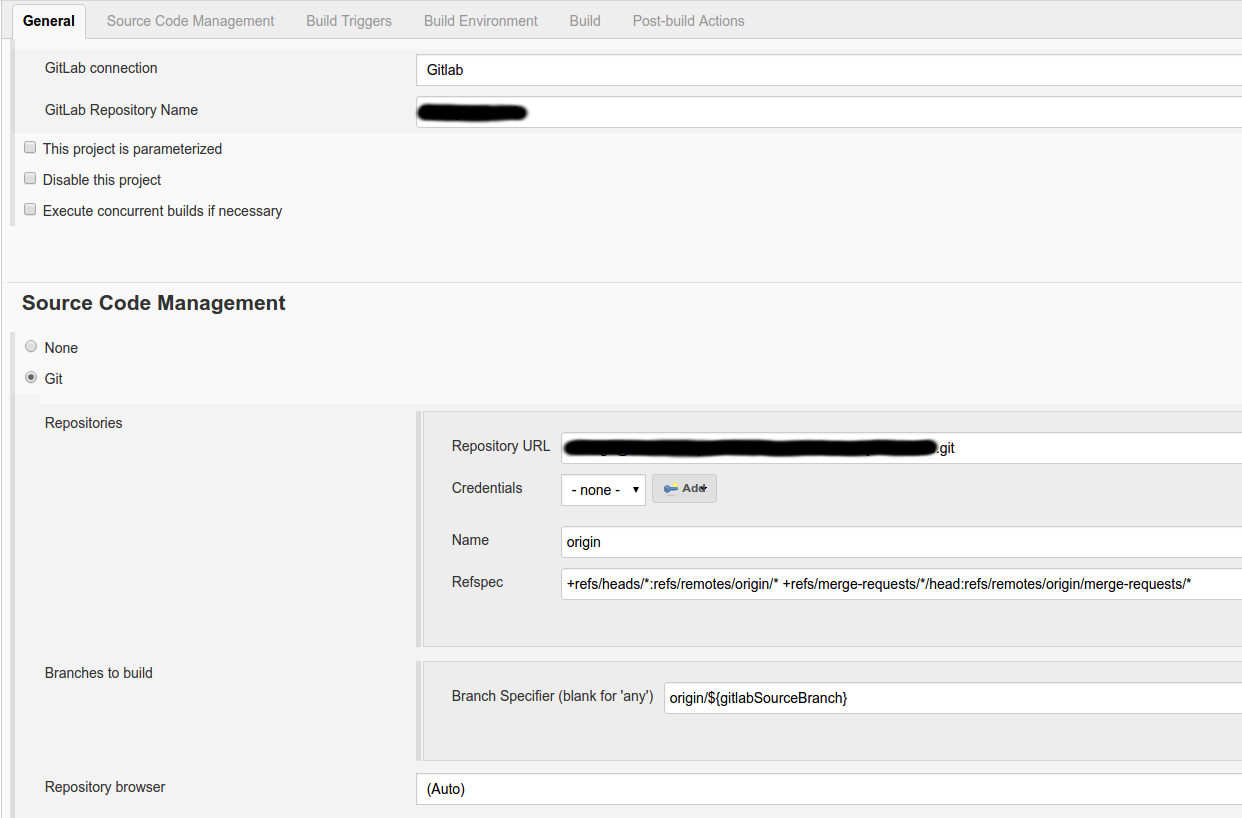 General Source Code Management Build Triggers Build Environment Build Post-build Actions
GitLab connection Gitlab
GitLab Repository Name
This project is parameterized
Disable this project
Execute concurrent builds if necessary
Source Code Management
None
Git
Repositories
Repository URL .git
Credentials - none - Add
Name origin
Refspec +refs/heads/*:refs/remotes/origin/* +refs/merge-requests/*/head:refs/remotes/origin/merge-requests/*
Branches to build
Branch Specifier (blank for 'any') origin/${gitlabSourceBranch}
Repository browser (Auto)